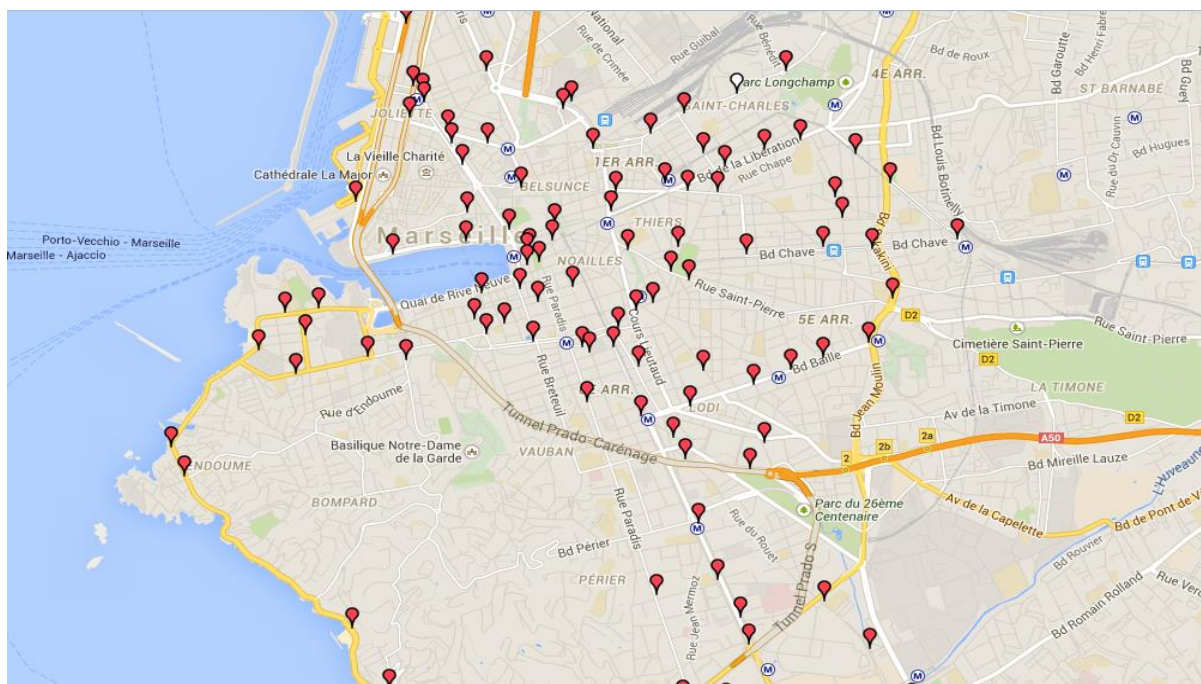 National
Rue de Crimée
Rue Guibal
Rue Bénédit
Bd de Roux
Bd Garoutte
Bd Henri Fabre
Bd Guey
Parc Longchamp
4E ARR.
ST BARNABÉ
JOLIETTE
SAINT-CHARLES
La Vieille Charité
Cathédrale La Major
1ER ARR.
Bd de la Libération
Rue Chape
Bd Louis Botinelly
Rue du Dr Cauvin
Bd Hugues
BELSUNCE
THIERS
Porto-Vecchio - Marseille
Marseille - Ajaccio
Marseille
NOAILLES
Bd Chave
Bd Chave
Quai de Rive Neuve
Rue Paradis
Rue Saint-Pierre
Cours Lieutaud
5E ARR.
D2
Rue Saint-Pierre
Cimetière Saint-Pierre
D2
Bd Baille
LA TIMONE
Rue d'Endoume
Rue Breteuil
LODI
Bd Jean Moulin
Av de la Timone
D2
Tunnel Prado-Carénage
Basilique Notre-Dame
de la Garde
VAUBAN
2
2b
2a
A50
Bd Mireille Lauze
ENDOUME
BOMPARD
Rue Paradis
Parc du 26ème
Centenaire
Av de la Capelette
L'Huveaune
Bd de Pont de V
Rue du Rouet
Bd Périer
Bd Rouvier
PÉRIER
Rue Jean Mermoz
Tunnel Prado S
Bd Romain Rolland
Rue Ver